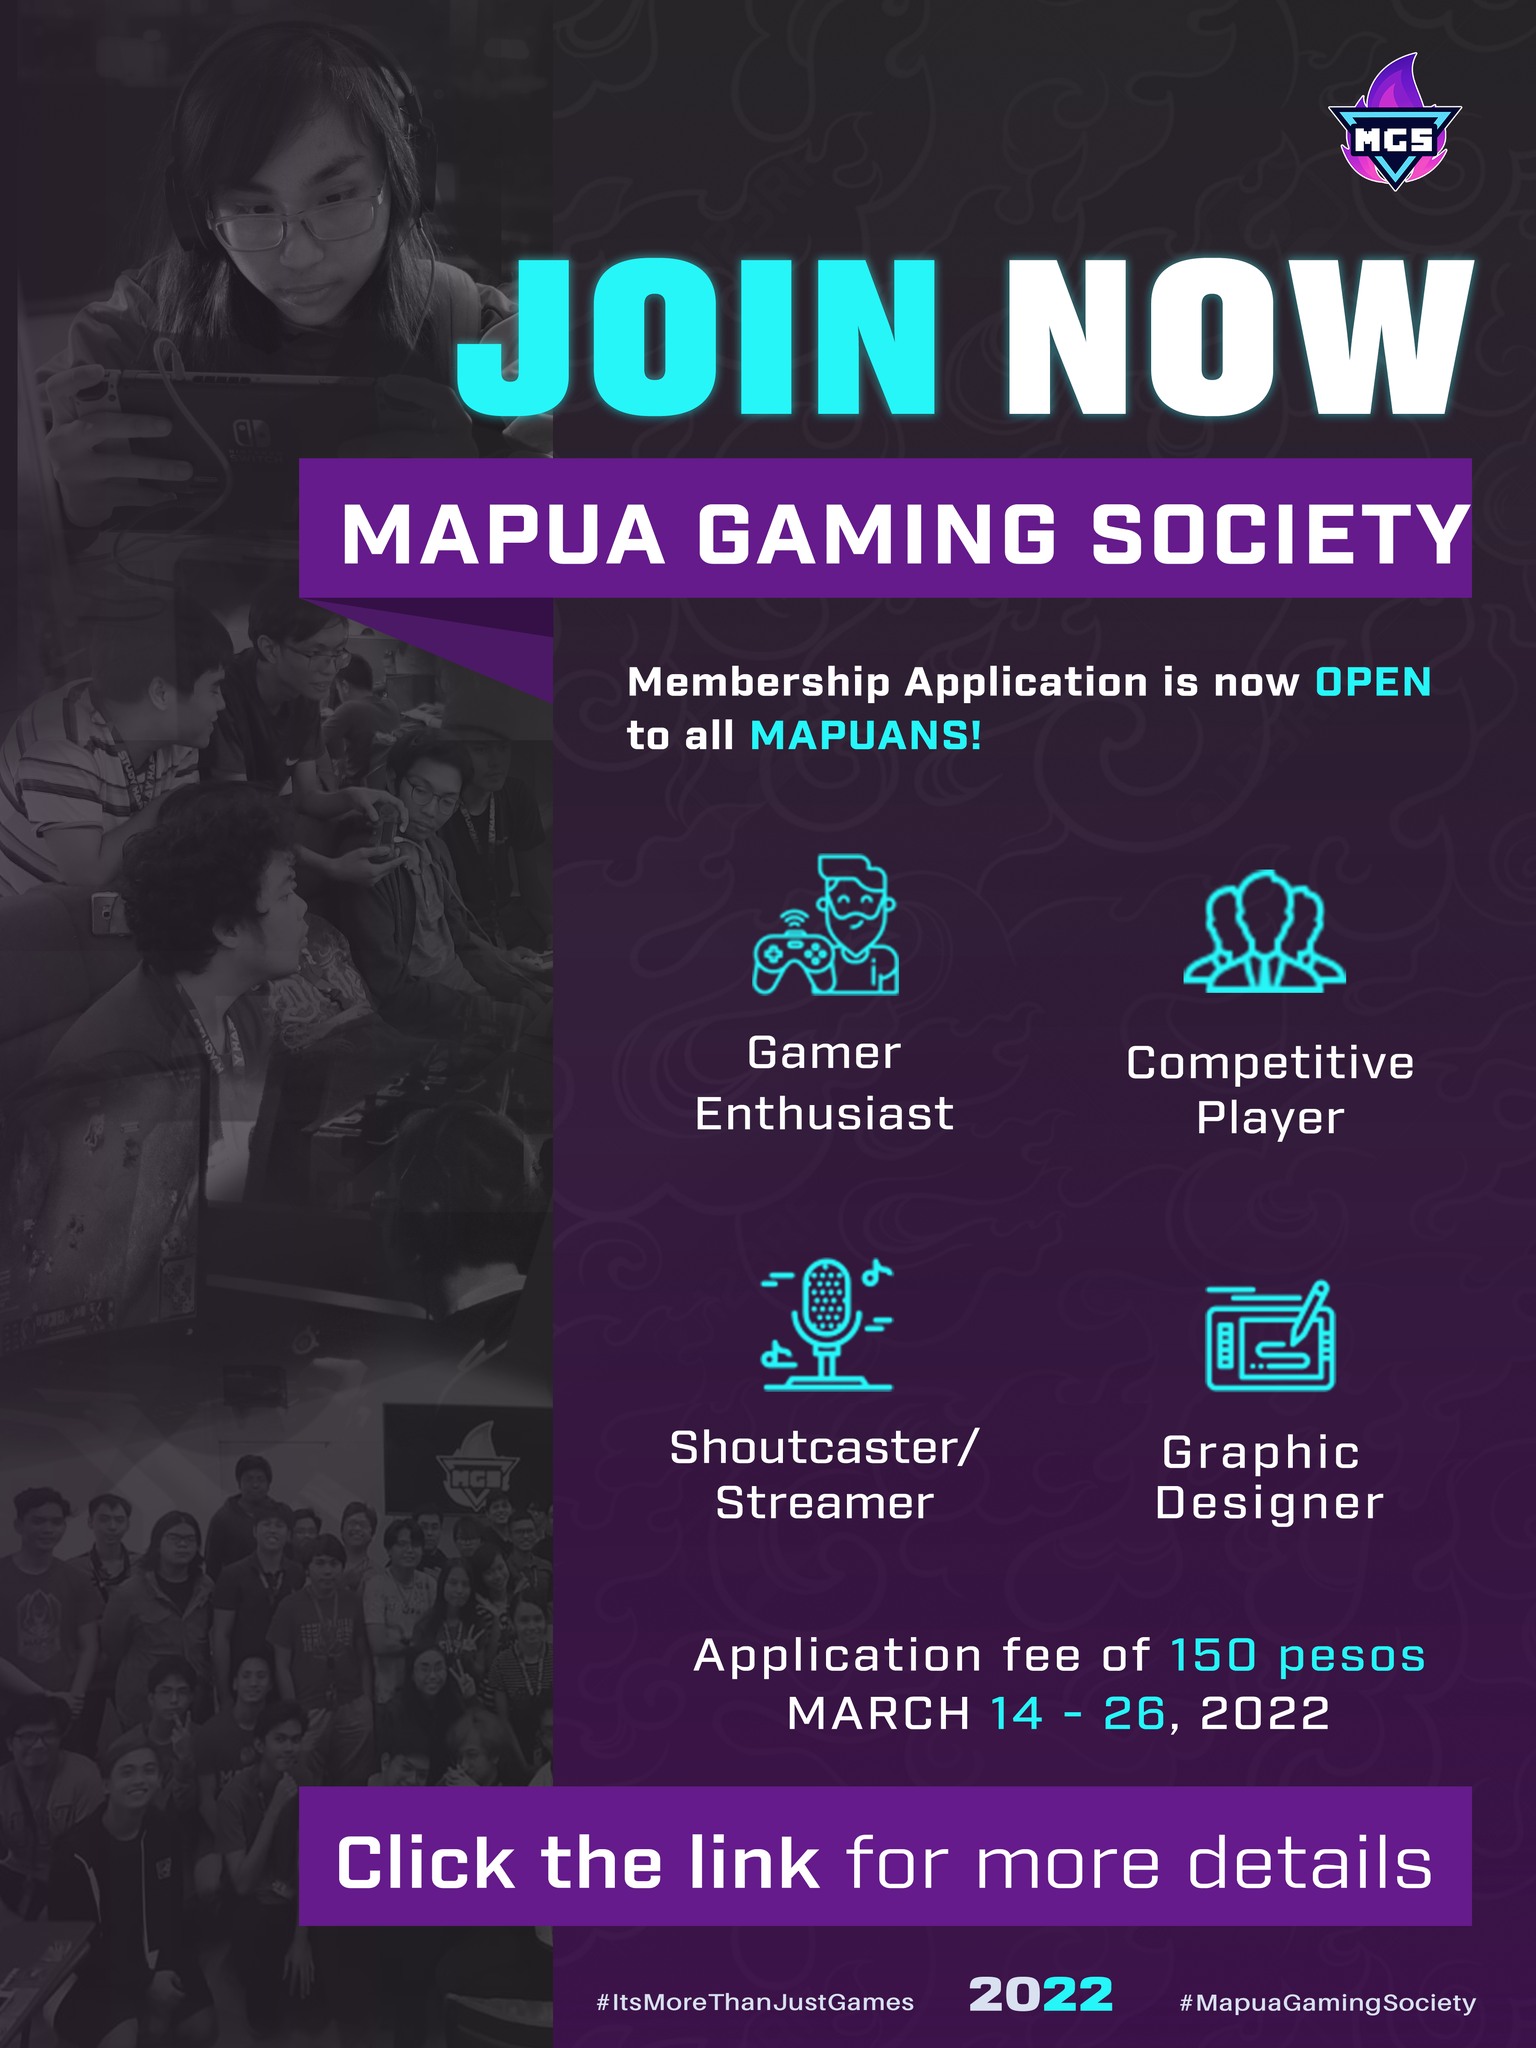 MGS
JOIN NOW
MAPUA GAMING SOCIETY
Membership Application is now OPEN
to all MAPUANS!
Gamer
Enthusiast
Competitive
Player
Shoutcaster/
Streamer
Graphic
Designer
Application fee of 150 pesos
MARCH 14 - 26, 2022
Click the link for more details
#ItsMoreThanJustGames
2022
#MapuaGamingSociety
MGS